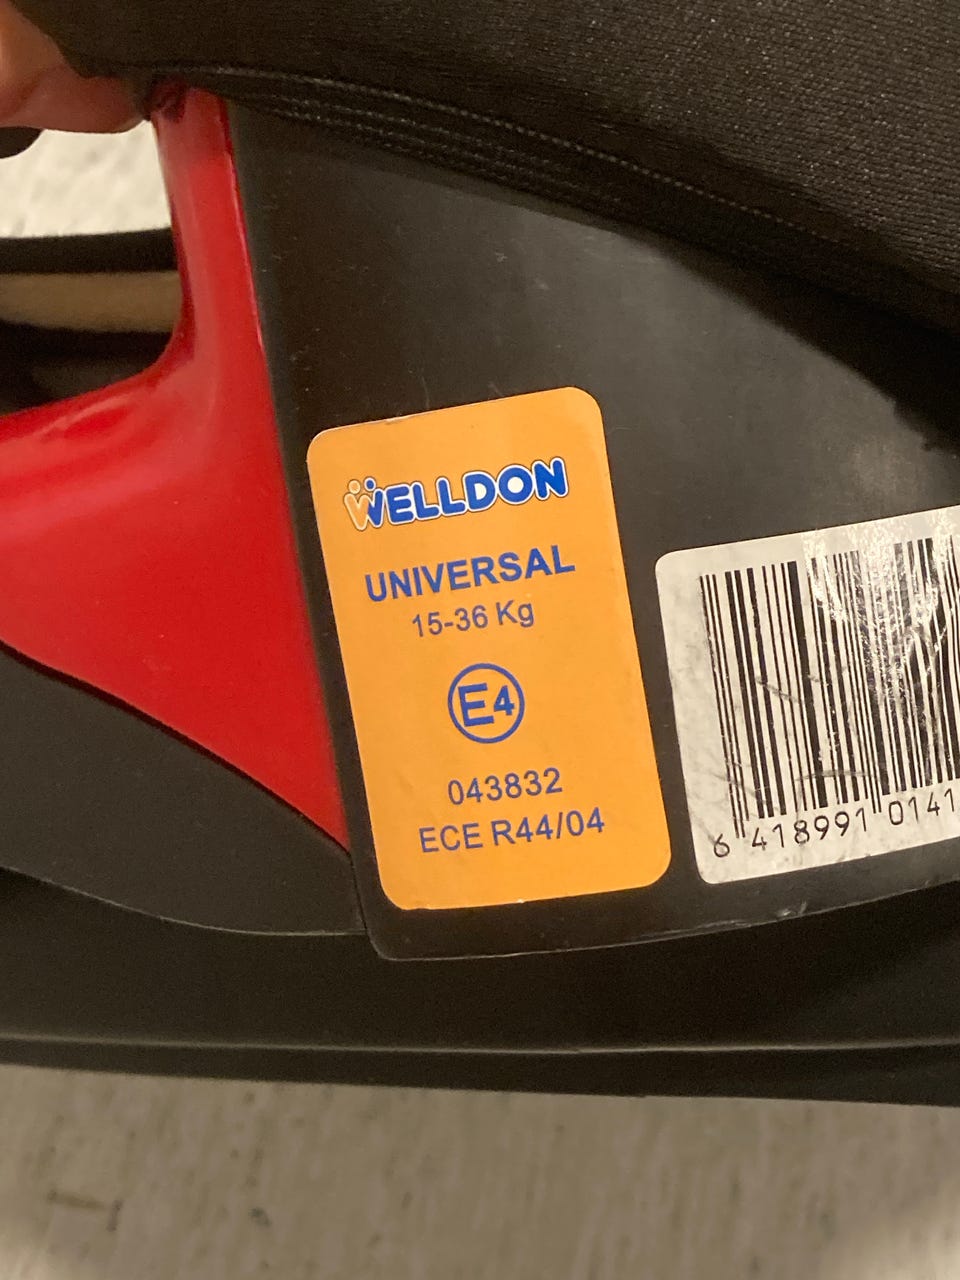 WELLDON
UNIVERSAL
15-36 Kg
E4
043832
ECE R44/04
6 418991 0141